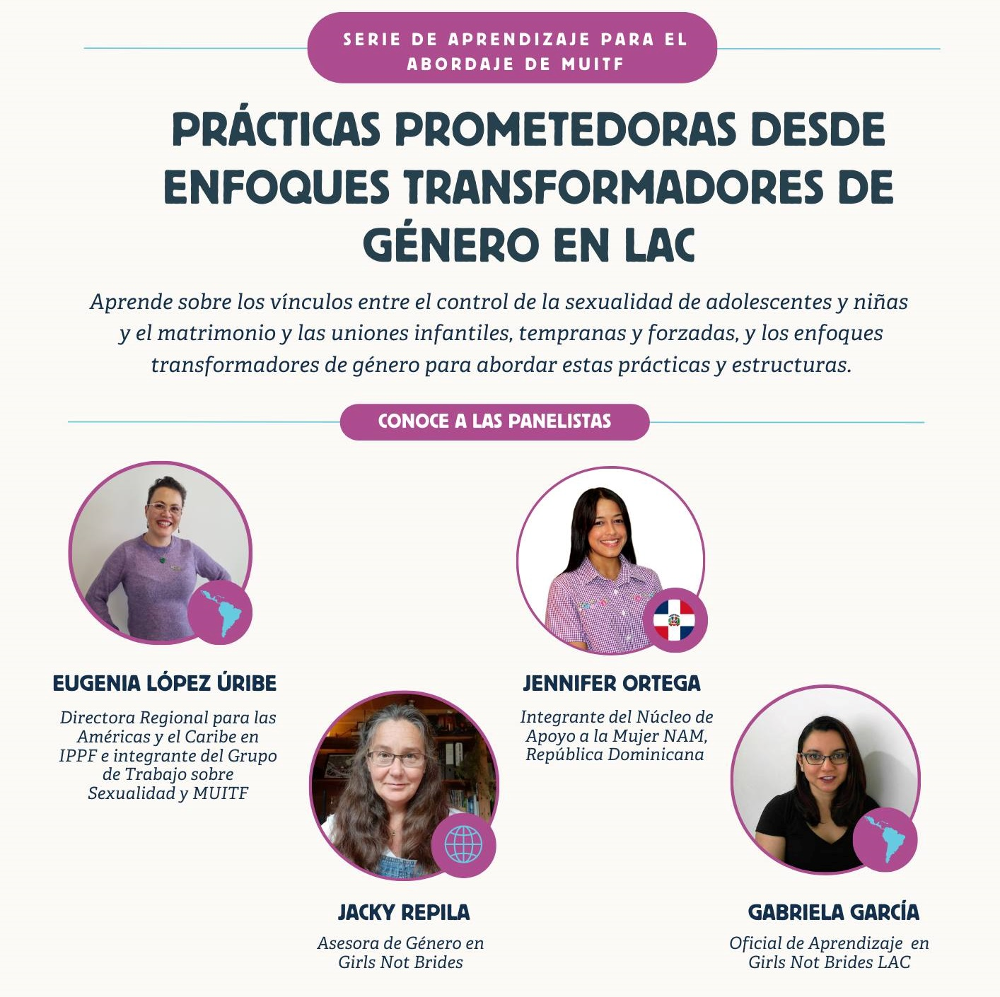 SERIE DE APRENDIZAJE PARA EL
ABORDAJE DE MUITF
PRÁCTICAS PROMETEDORAS DESDE
ENFOQUES TRANSFORMADORES DE
GÉNERO EN LAC
Aprende sobre los vínculos entre el control de la sexualidad de adolescentes y niñas
y el matrimonio y las uniones infantiles, tempranas y forzadas, y los enfoques
transformadores de género para abordar estas prácticas y estructuras.
CONOCE A LAS PANELISTAS
EUGENIA LÓPEZ ÚRIBE
Directora Regional para las
Américas y el Caribe en
IPPF e integrante del Grupo
de Trabajo sobre
Sexualidad y MUITF
JACKY REPILA
Asesora de Género en
Girls Not Brides
JENNIFER ORTEGA
Integrante del Núcleo de
Apoyo a la Mujer NAM,
República Dominicana
GABRIELA GARCÍA
Oficial de Aprendizaje en
Girls Not Brides LAC